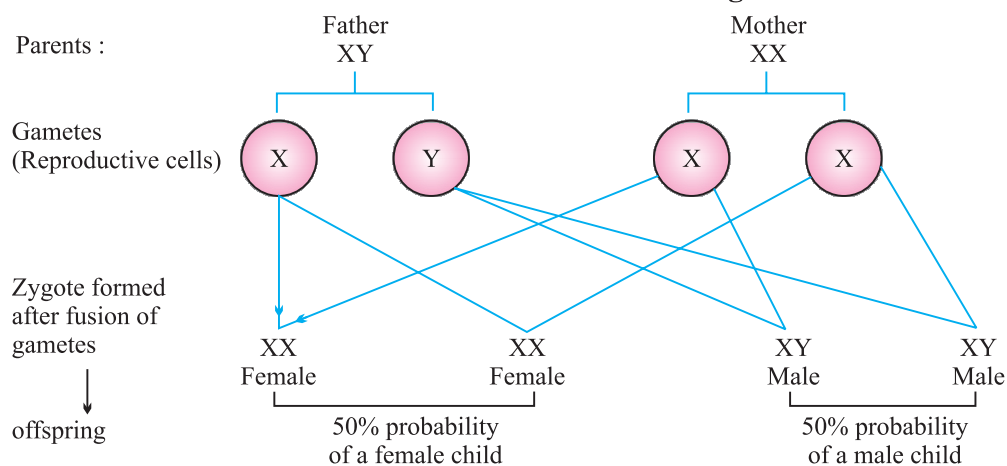 Father
Mother
Parents :
XY
XX
Gametes
(Reproductive cells)
X
Y
X
X
Zygote formed
after fusion of
gametes
XX
XX
XY
XY
Female
Female
Male
Male
offspring
50% probability
of a female child
50% probability
of a male child